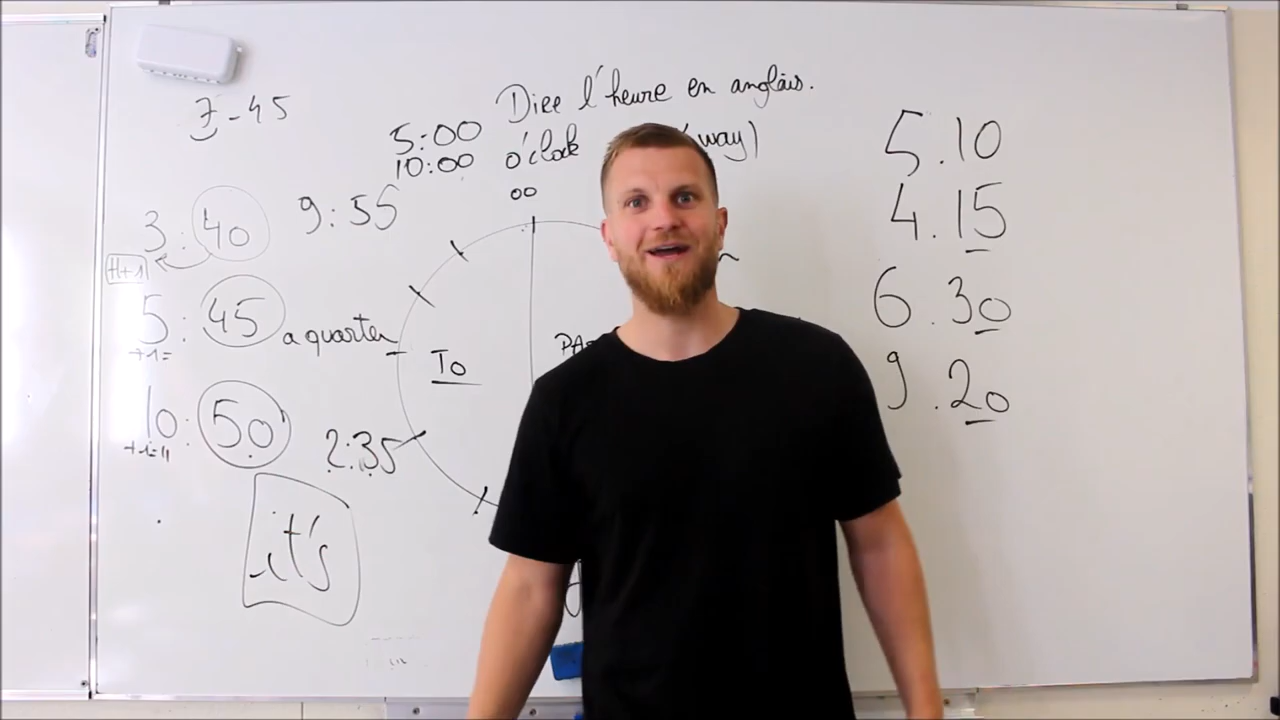 Dire l'heure en anglais.
7-45
5:00
10:00 o'clock way)
00
9:55
3:40
H+1
5:45 a quarter
+1=
10:50
+1=11
To
2:35
it's
5.10
4.15
6.30
9.20